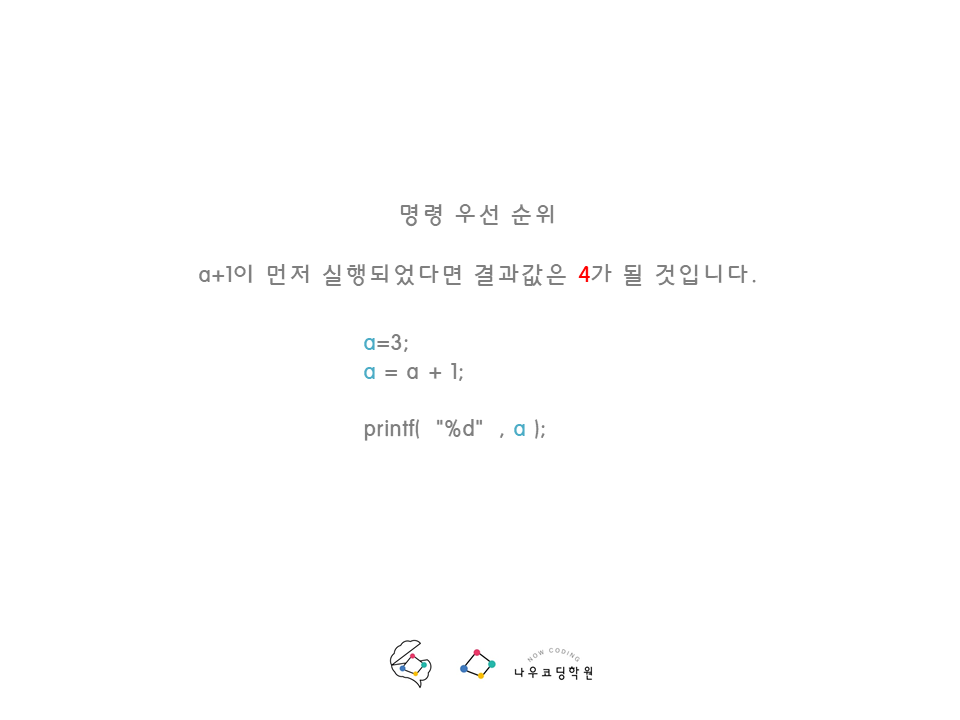 명령 우선 순위
a+1이 먼저 실행되었다면 결과값은 4가 될 것입니다.
a=3;
a = a + 1;
printf( "%d" , a );
NOW CODING
나우코딩학원